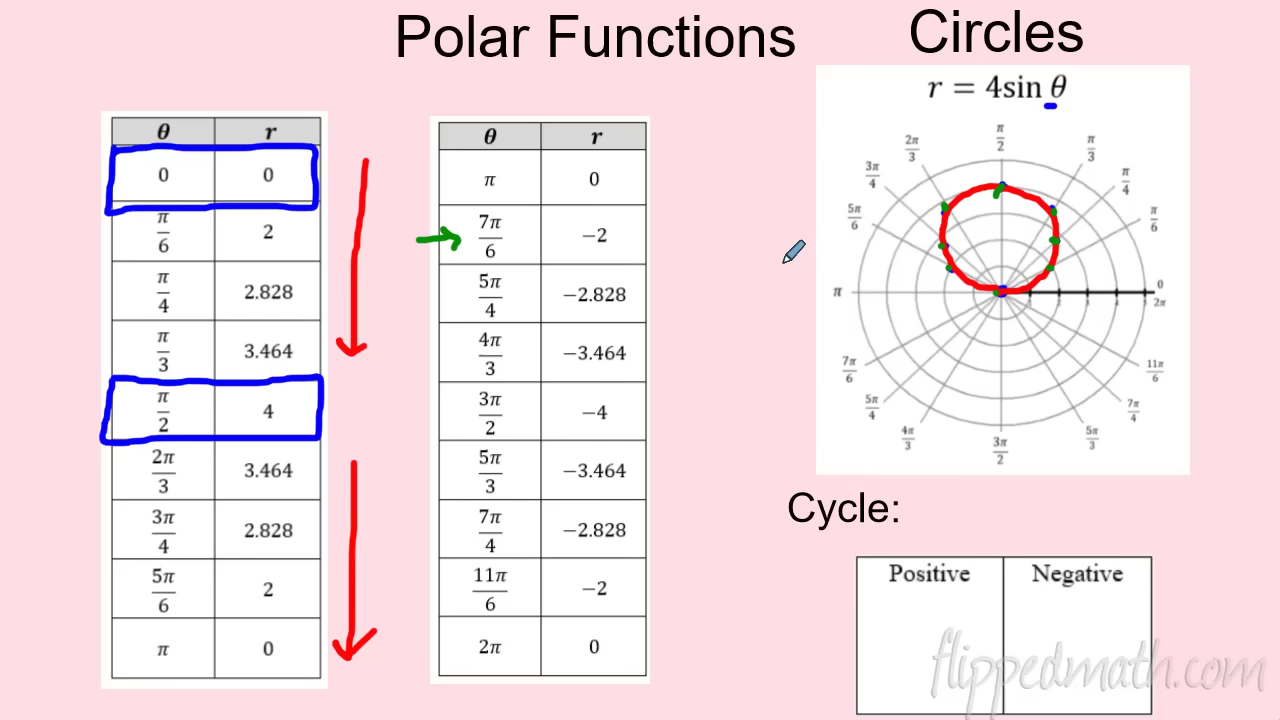 Polar Functions
Circles
θ r
0 0
π/6 2
π/4 2.828
π/3 3.464
π/2 4
2π/3 3.464
3π/4 2.828
5π/6 2
π 0
θ r
π 0
7π/6 −2
5π/4 −2.828
4π/3 −3.464
3π/2 −4
5π/3 −3.464
7π/4 −2.828
11π/6 −2
2π 0
r = 4sin θ
π/2
2π/3 π/3
3π/4 π/4
5π/6 π/6
π 0
2π
7π/6 11π/6
5π/4 7π/4
4π/3 5π/3
3π/2
Cycle:
Positive Negative
flippedmath.com